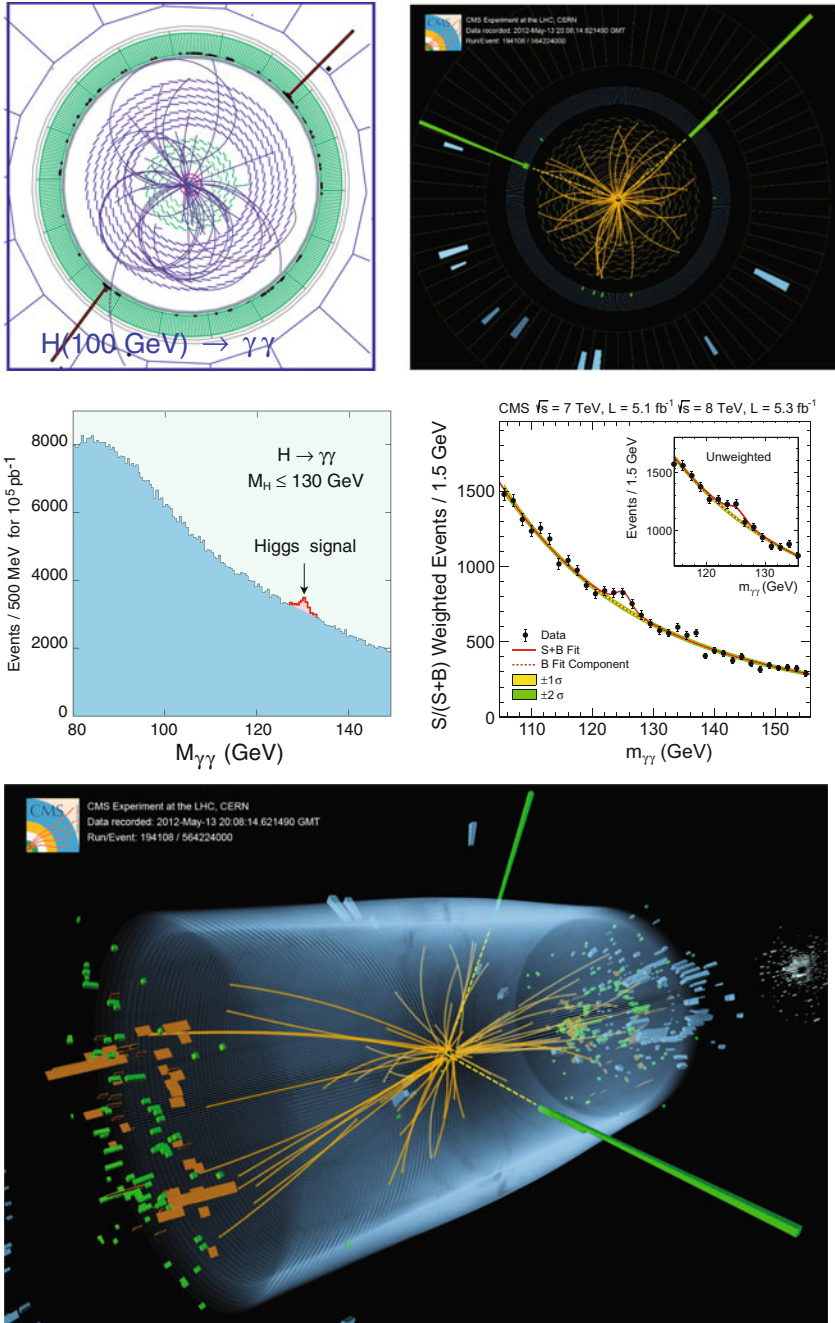 H(100 GeV) → γ γ
CMS Experiment at the LHC, CERN
Data recorded: 2012-May-13 20:08:14.621490 GMT
Run/Event: 194108 / 564224000
Events / 500 MeV for 10⁵ pb⁻¹
8000
6000
4000
2000
0
H → γγ
M_H ≤ 130 GeV
Higgs signal
80
100
120
140
M_γγ (GeV)
CMS √s = 7 TeV, L = 5.1 fb⁻¹ √s = 8 TeV, L = 5.3 fb⁻¹
S/(S+B) Weighted Events / 1.5 GeV
1500
1000
500
0
Data
S+B Fit
B Fit Component
±1σ
±2σ
110
120
130
140
150
m_γγ (GeV)
Unweighted
Events / 1.5 GeV
1500
1000
120
130
m_γγ (GeV)
CMS
CMS Experiment at the LHC, CERN
Data recorded: 2012-May-13 20:08:14.621490 GMT
Run/Event: 194108 / 564224000